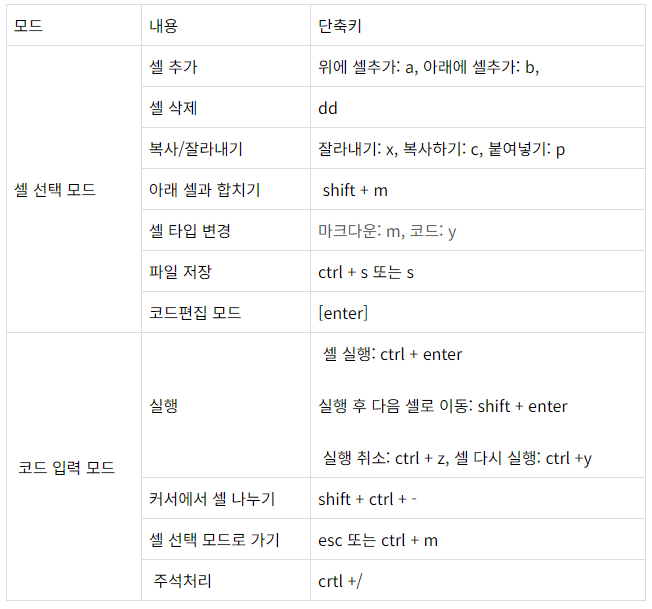 모드 내용 단축키
셀 추가 위에 셀추가: a, 아래에 셀추가: b,
셀 삭제 dd
복사/잘라내기 잘라내기: x, 복사하기: c, 붙여넣기: p
셀 선택 모드 아래 셀과 합치기 shift + m
셀 타입 변경 마크다운: m, 코드: y
파일 저장 ctrl + s 또는 s
코드편집 모드 [enter]
셀 실행: ctrl + enter
실행 실행 후 다음 셀로 이동: shift + enter
실행 취소: ctrl + z, 셀 다시 실행: ctrl +y
코드 입력 모드
커서에서 셀 나누기 shift + ctrl + -
셀 선택 모드로 가기 esc 또는 ctrl + m
주석처리 crtl +/